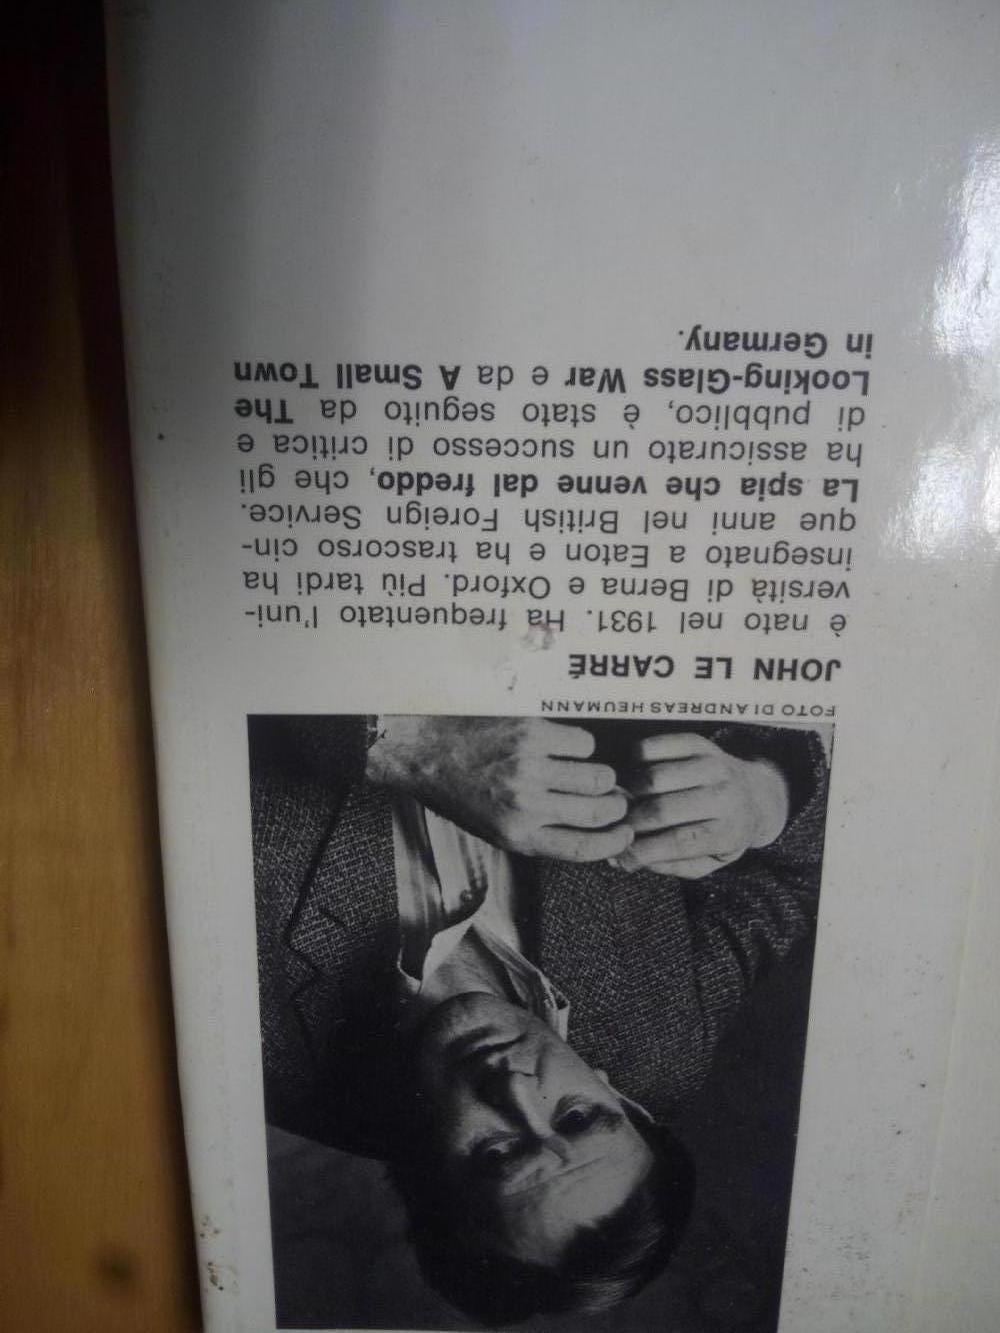 FOTO DI ANDREAS HEUMANN
JOHN LE CARRÉ
è nato nel 1931. Ha frequentato l'uni-
versità di Berna e Oxford. Più tardi ha
insegnato a Eaton e ha trascorso cin-
que anni nel British Foreign Service.
La spia che venne dal freddo, che gli
ha assicurato un successo di critica e
di pubblico, è stato seguito da The
Looking-Glass War e da A Small Town
in Germany.